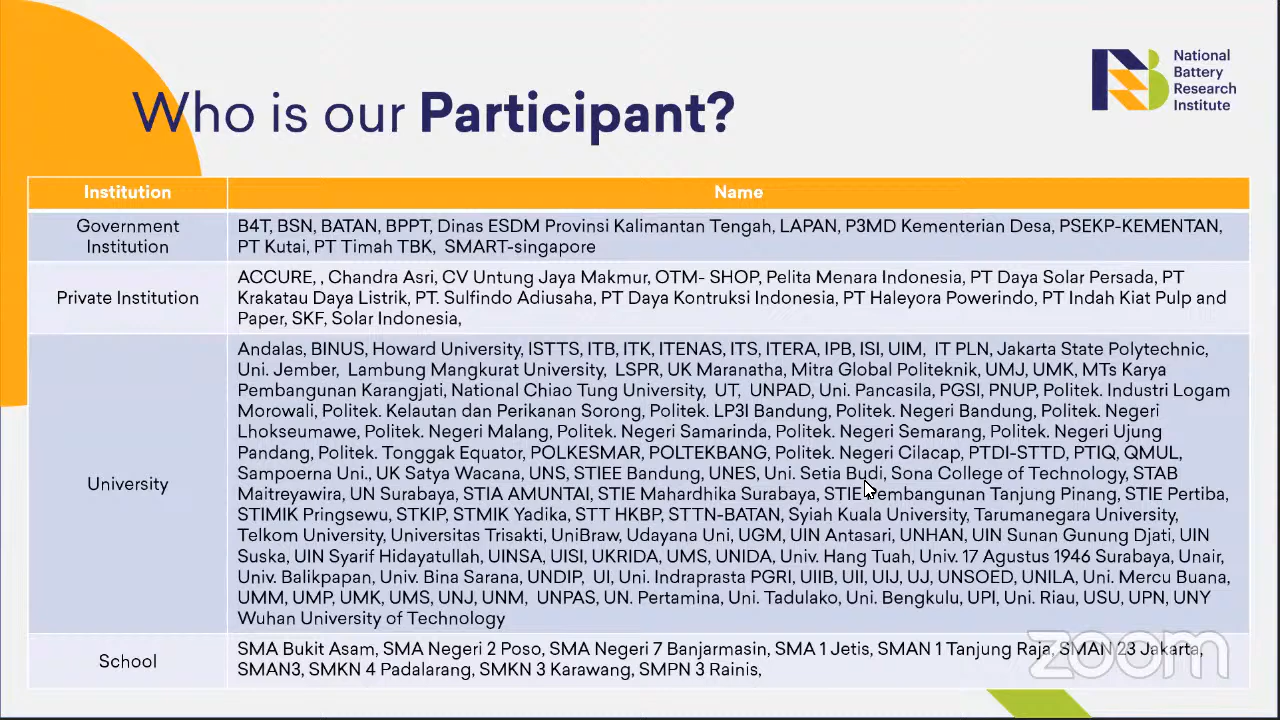 Who is our Participant?
National
Battery
Research
Institute
Institution
Name
Government
Institution
B4T, BSN, BATAN, BPPT, Dinas ESDM Provinsi Kalimantan Tengah, LAPAN, P3MD Kementerian Desa, PSEKP-KEMENTAN,
PT Kutai, PT Timah TBK, SMART-singapore
Private Institution
ACCURE, , Chandra Asri, CV Untung Jaya Makmur, OTM- SHOP, Pelita Menara Indonesia, PT Daya Solar Persada, PT
Krakatau Daya Listrik, PT. Sulfindo Adiusaha, PT Daya Kontruksi Indonesia, PT Haleyora Powerindo, PT Indah Kiat Pulp and
Paper, SKF, Solar Indonesia,
University
Andalas, BINUS, Howard University, ISTTS, ITB, ITK, ITENAS, ITS, ITERA, IPB, ISI, UIM, IT PLN, Jakarta State Polytechnic,
Uni. Jember, Lambung Mangkurat University, LSPR, UK Maranatha, Mitra Global Politeknik, UMJ, UMK, MTs Karya
Pembangunan Karangjati, National Chiao Tung University, UT, UNPAD, Uni. Pancasila, PGSI, PNUP, Politek. Industri Logam
Morowali, Politek. Kelautan dan Perikanan Sorong, Politek. LP3I Bandung, Politek. Negeri Bandung, Politek. Negeri
Lhokseumawe, Politek. Negeri Malang, Politek. Negeri Samarinda, Politek. Negeri Semarang, Politek. Negeri Ujung
Pandang, Politek. Tonggak Equator, POLKESMAR, POLTEKBANG, Politek. Negeri Cilacap, PTDI-STTD, PTIQ, QMUL,
Sampoerna Uni., UK Satya Wacana, UNS, STIEE Bandung, UNES, Uni. Setia Budi, Sona College of Technology, STAB
Maitreyawira, UN Surabaya, STIA AMUNTAI, STIE Mahardhika Surabaya, STIE Pembangunan Tanjung Pinang, STIE Pertiba,
STIMIK Pringsewu, STKIP, STMIK Yadika, STT HKBP, STTN-BATAN, Syiah Kuala University, Tarumanegara University,
Telkom University, Universitas Trisakti, UniBraw, Udayana Uni, UGM, UIN Antasari, UNHAN, UIN Sunan Gunung Djati, UIN
Suska, UIN Syarif Hidayatullah, UINSA, UISI, UKRIDA, UMS, UNIDA, Univ. Hang Tuah, Univ. 17 Agustus 1946 Surabaya, Unair,
Univ. Balikpapan, Univ. Bina Sarana, UNDIP, UI, Uni. Indraprasta PGRI, UIIB, UII, UIJ, UJ, UNSOED, UNILA, Uni. Mercu Buana,
UMM, UMP, UMK, UMS, UNJ, UNM, UNPAS, UN. Pertamina, Uni. Tadulako, Uni. Bengkulu, UPI, Uni. Riau, USU, UPN, UNY
Wuhan University of Technology
School
SMA Bukit Asam, SMA Negeri 2 Poso, SMA Negeri 7 Banjarmasin, SMA 1 Jetis, SMAN 1 Tanjung Raja, SMAN 23 Jakarta,
SMAN3, SMKN 4 Padalarang, SMKN 3 Karawang, SMPN 3 Rainis,
zoom